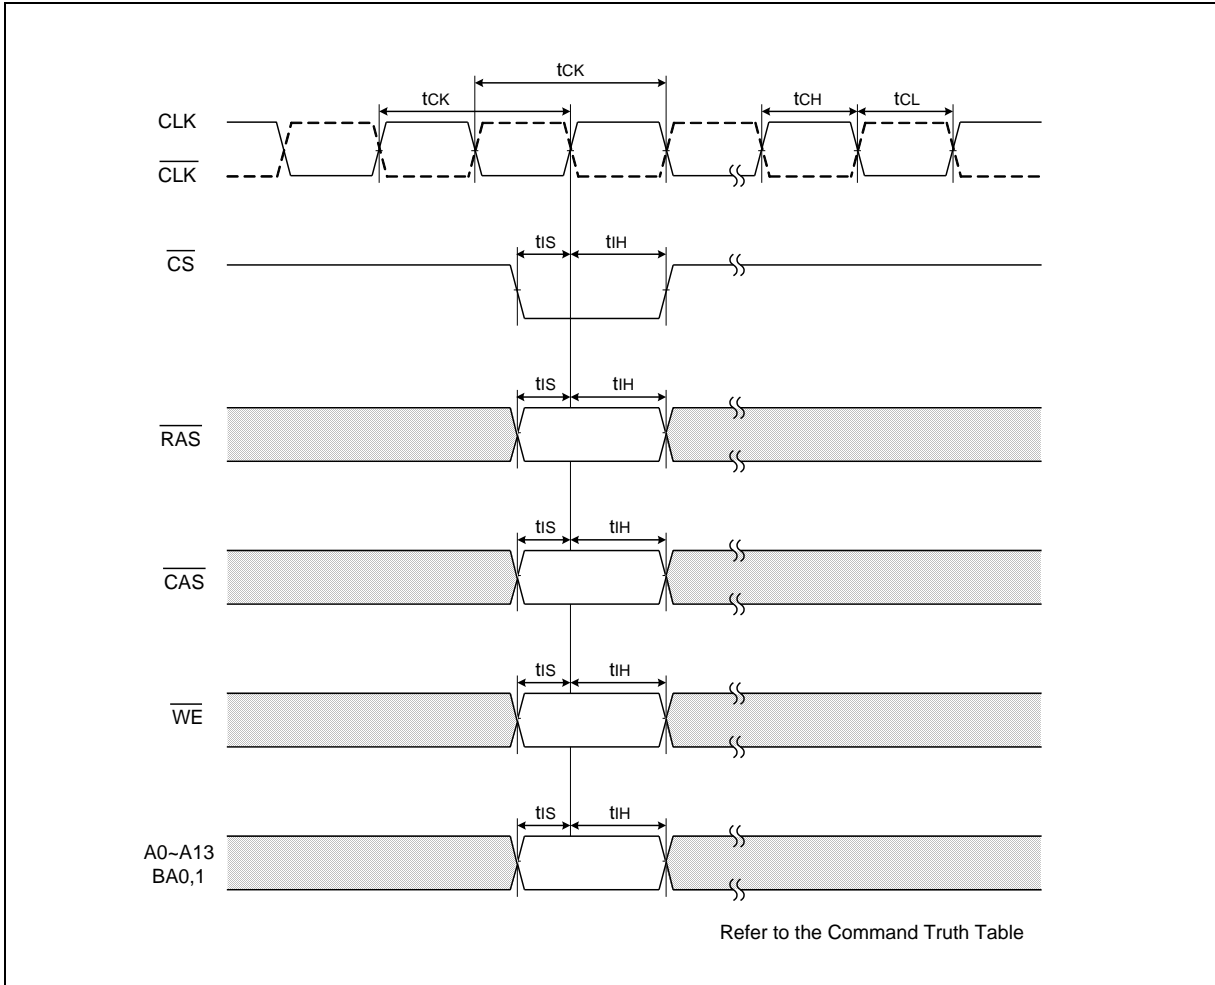 tCK
tCK
tCH
tCL
CLK
CLK
tIS
tIH
CS
tIS
tIH
RAS
tIS
tIH
CAS
tIS
tIH
WE
tIS
tIH
A0~A13
BA0,1
Refer to the Command Truth Table